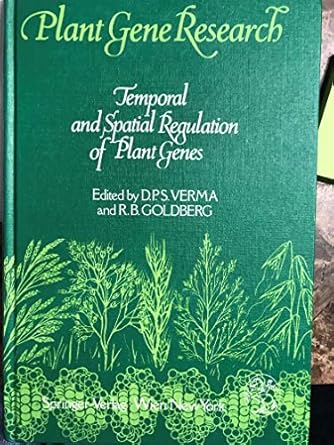 Plant Gene Research
Temporal
and Spatial Regulation
of Plant Genes
Edited by D.P.S. VERMA
and R.B. GOLDBERG
Springer-Verlag Wien New York